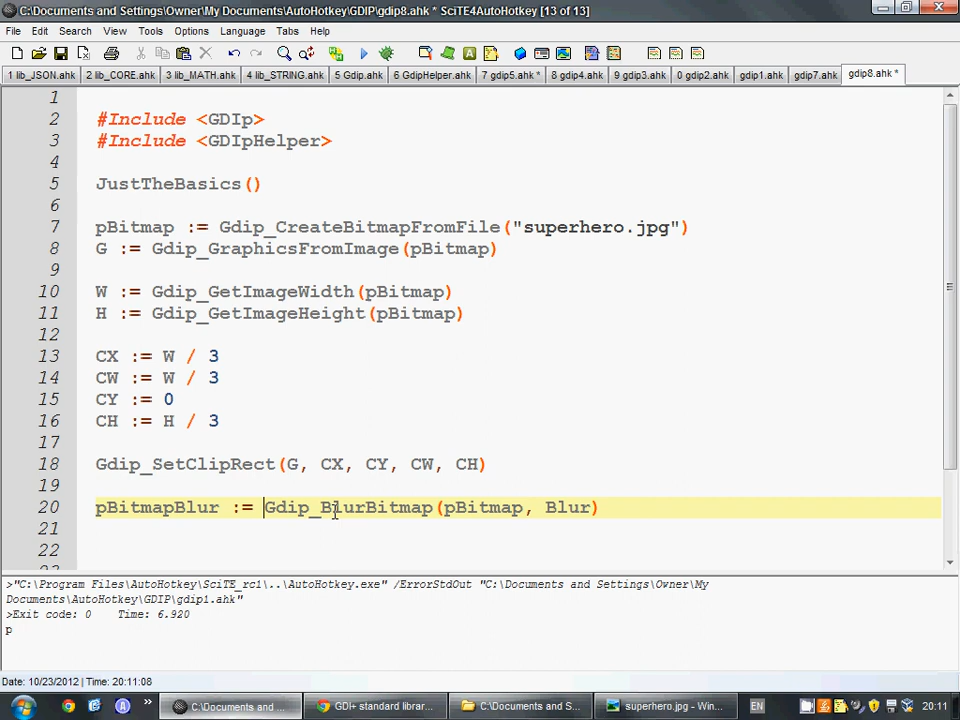 C:\Documents and Settings\Owner\My Documents\AutoHotkey\GDIP\gdip8.ahk * SciTE4AutoHotkey [13 of 13]
File Edit Search View Tools Options Language Tabs Help
1 lib_JSON.ahk 2 lib_CORE.ahk 3 lib_MATH.ahk 4 lib_STRING.ahk 5 Gdip.ahk 6 GdipHelper.ahk 7 gdip5.ahk * 8 gdip4.ahk 9 gdip3.ahk 0 gdip2.ahk gdip1.ahk gdip7.ahk gdip8.ahk *
1
2 #Include <GDIp>
3 #Include <GDIpHelper>
4
5 JustTheBasics()
6
7 pBitmap := Gdip_CreateBitmapFromFile("superhero.jpg")
8 G := Gdip_GraphicsFromImage(pBitmap)
9
10 W := Gdip_GetImageWidth(pBitmap)
11 H := Gdip_GetImageHeight(pBitmap)
12
13 CX := W / 3
14 CW := W / 3
15 CY := 0
16 CH := H / 3
17
18 Gdip_SetClipRect(G, CX, CY, CW, CH)
19
20 pBitmapBlur := Gdip_BlurBitmap(pBitmap, Blur)
21
22
>"C:\Program Files\AutoHotkey\SciTE_rc1\..\AutoHotkey.exe" /ErrorStdOut "C:\Documents and Settings\Owner\My
Documents\AutoHotkey\GDIP\gdip1.ahk"
>Exit code: 0 Time: 6.920
p
Date: 10/23/2012 | Time: 20:11:08
C:\Documents and ... GDI+ standard librar... C:\Documents and S... superhero.jpg - Win... EN 20:11